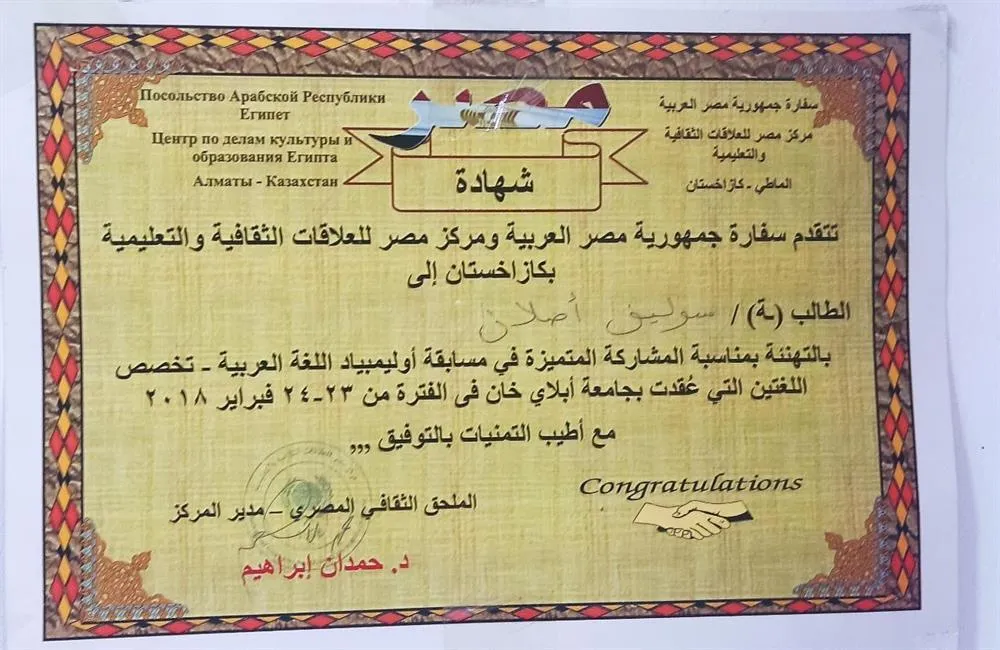 Посольство Арабской Республики
Египет
Центр по делам культуры и
образования Египта
Алматы - Казахстан
مصر
سفارة جمهورية مصر العربية
مركز مصر للعلاقات الثقافية
والتعليمية
الماطي - كازاخستان
شهادة
تتقدم سفارة جمهورية مصر العربية ومركز مصر للعلاقات الثقافية والتعليمية
بكازاخستان إلى
الطالب (ـة) / سوليف أصلان
بالتهنئة بمناسبة المشاركة المتميزة في مسابقة أوليمبياد اللغة العربية - تخصص
اللغتين التي عُقدت بجامعة أبلاي خان فى الفترة من ٢٣-٢٤ فبراير ٢٠١٨
مع أطيب التمنيات بالتوفيق ,,,
Congratulations
الملحق الثقافي المصري - مدير المركز
د. حمدان إبراهيم